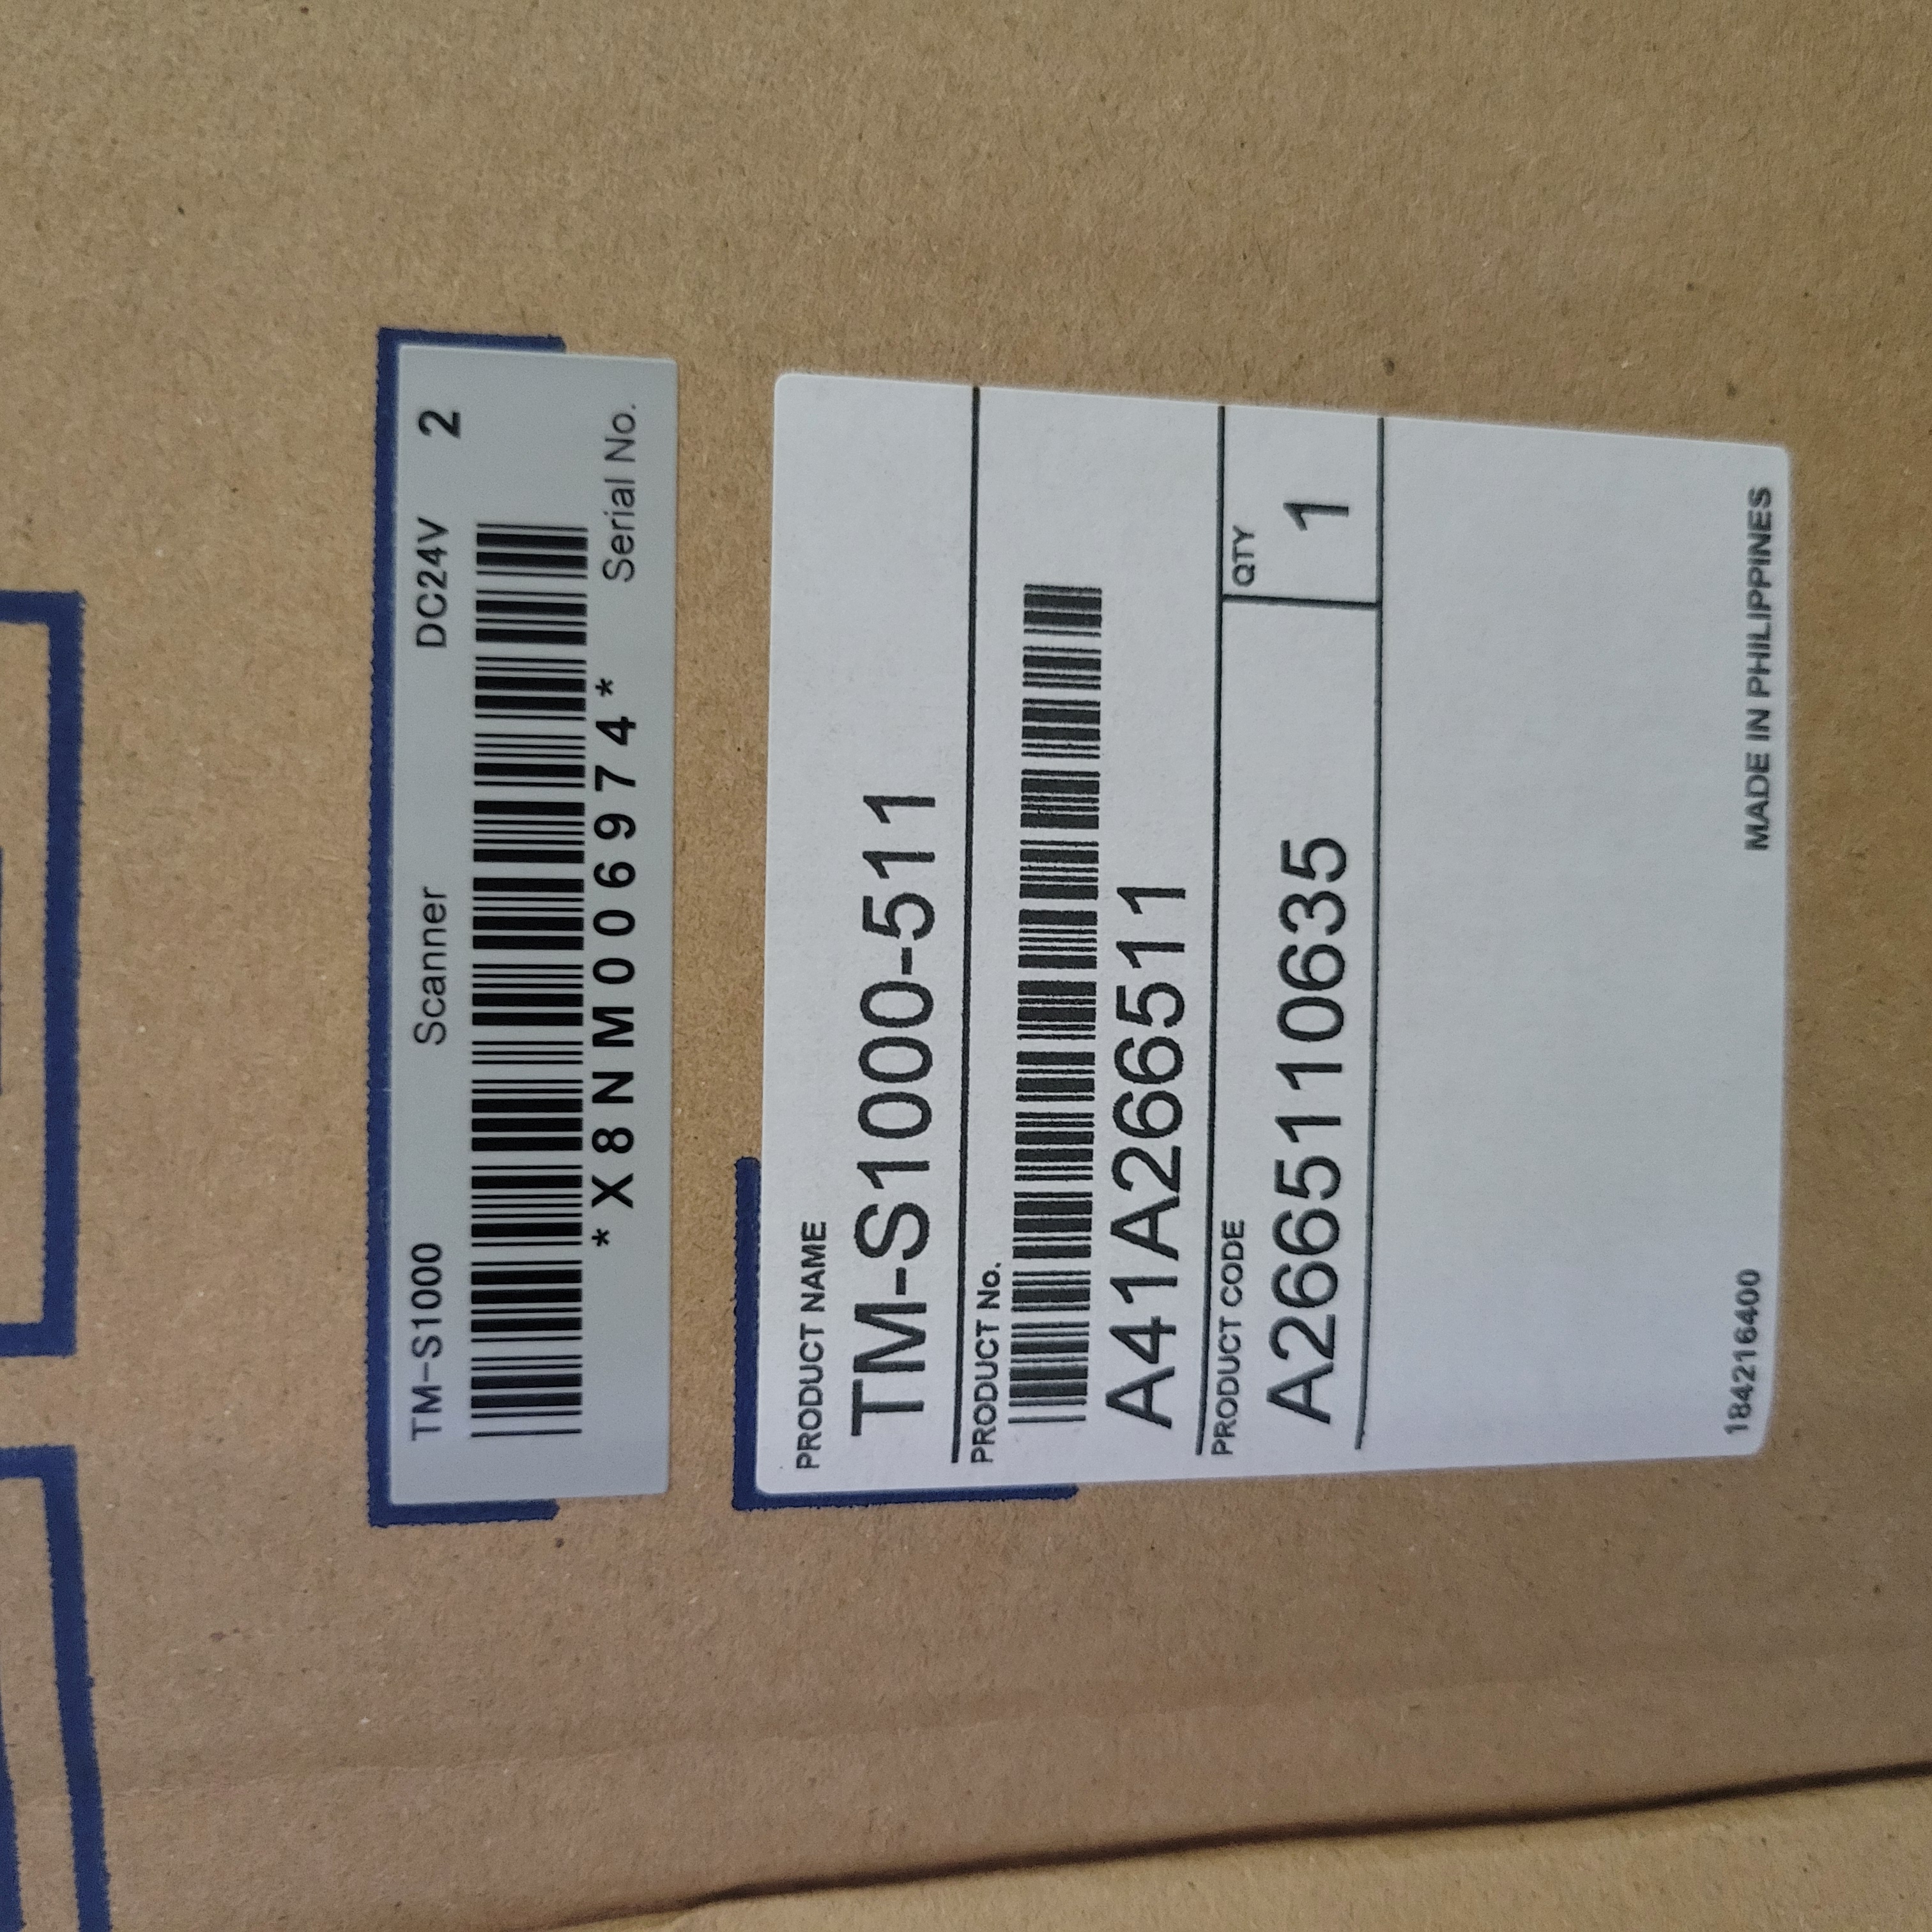 TM-S1000 Scanner DC24V 2
*X8NM006974*
Serial No.
PRODUCT NAME
TM-S1000-511
PRODUCT No.
A41A266511
PRODUCT CODE
A2665110635
QTY
1
184216400
MADE IN PHILIPPINES